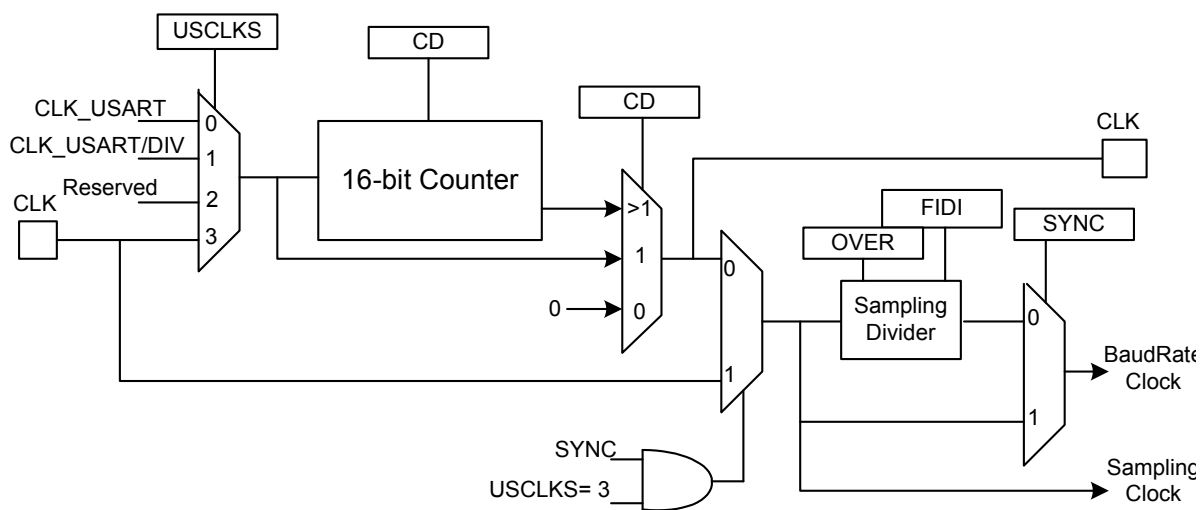 USCLKS
CD
CLK_USART
0
CLK_USART/DIV
1
Reserved
2
CLK
3
16-bit Counter
CD
>1
1
0
0
CLK
FIDI
OVER
SYNC
0
1
Sampling
Divider
0
1
BaudRate
Clock
SYNC
USCLKS= 3
Sampling
Clock